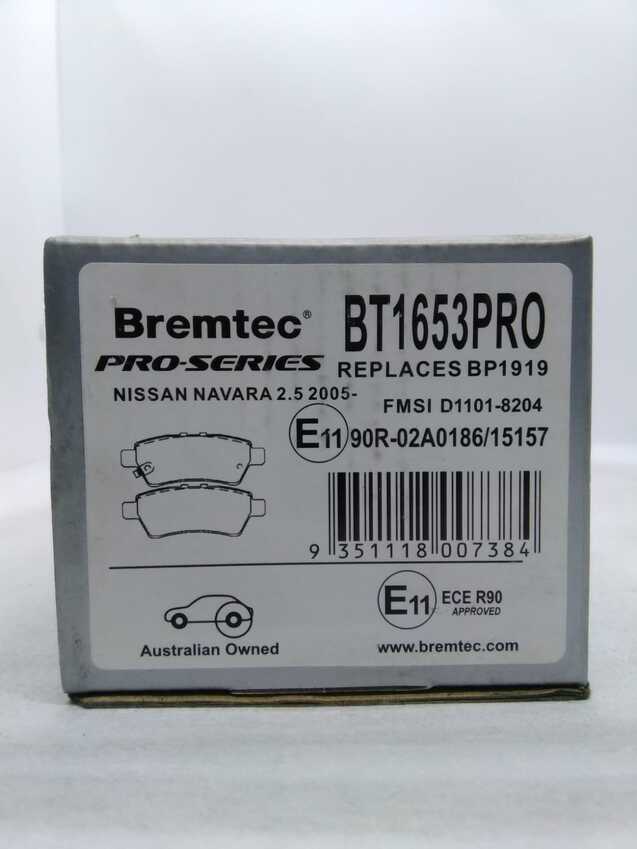 Bremtec®
PRO-SERIES
BT1653PRO
REPLACES BP1919
NISSAN NAVARA 2.5 2005-
FMSI D1101-8204
E11 90R-02A0186/15157
9 351118 007384
E11 ECE R90
APPROVED
Australian Owned
www.bremtec.com